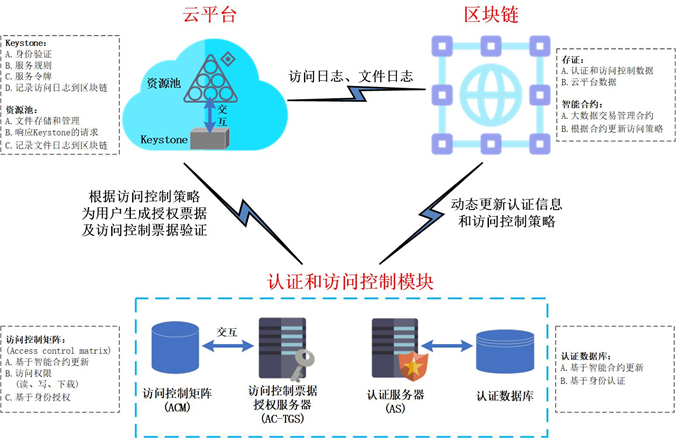 云平台
区块链
Keystone:
A. 身份验证
B. 服务规则
C. 服务令牌
D. 记录访问日志到区块链
资源池:
A. 文件存储和管理
B. 响应Keystone的请求
C. 记录文件日志到区块链
资源池
交
互
Keystone
访问日志、文件日志
存证:
A. 认证和访问控制数据
B. 云平台数据
智能合约:
A. 大数据交易管理合约
B. 根据合约更新访问策略
根据访问控制策略
为用户生成授权票据
及访问控制票据验证
动态更新认证信息
和访问控制策略
认证和访问控制模块
访问控制矩阵:
(Access control matrix)
A. 基于智能合约更新
B. 访问权限
(读、写、下载)
C. 基于身份授权
交互
访问控制矩阵
(ACM)
访问控制票据
授权服务器
(AC-TGS)
认证服务器
(AS)
认证数据库
认证数据库:
A. 基于智能合约更新
B. 基于身份认证